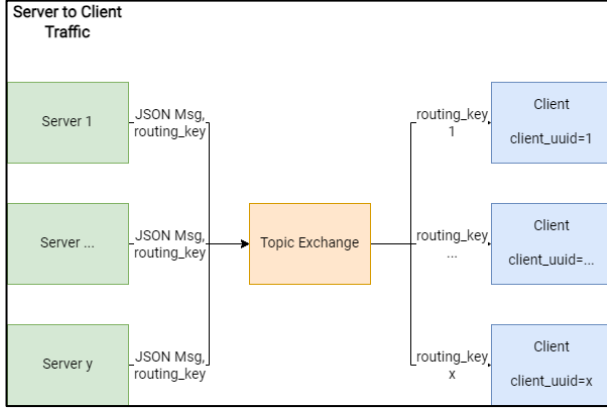 Server to Client
Traffic
Server 1
JSON Msg,
routing_key
routing_key
1
Client
client_uuid=1
Server ...
JSON Msg,
routing_key
Topic Exchange
routing_key
...
Client
client_uuid=...
Server y
JSON Msg,
routing_key
routing_key
x
Client
client_uuid=x